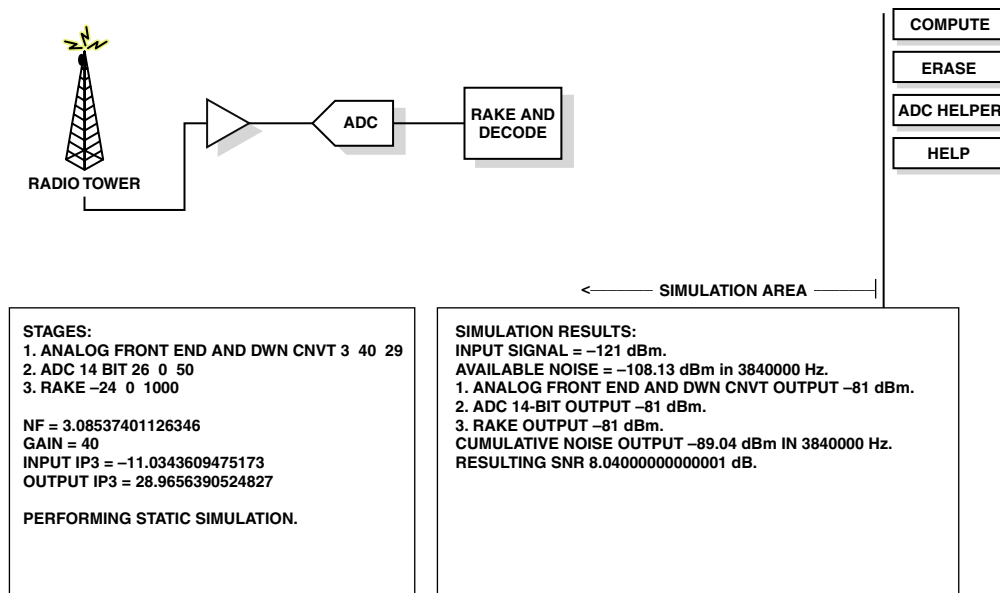 COMPUTE
ERASE
ADC HELPER
HELP
ADC
RAKE AND
DECODE
RADIO TOWER
< SIMULATION AREA
STAGES:
1. ANALOG FRONT END AND DWN CNVT 3 40 29
2. ADC 14 BIT 26 0 50
3. RAKE –24 0 1000
NF = 3.08537401126346
GAIN = 40
INPUT IP3 = –11.0343609475173
OUTPUT IP3 = 28.9656390524827
PERFORMING STATIC SIMULATION.
SIMULATION RESULTS:
INPUT SIGNAL = –121 dBm.
AVAILABLE NOISE = –108.13 dBm in 3840000 Hz.
1. ANALOG FRONT END AND DWN CNVT OUTPUT –81 dBm.
2. ADC 14-BIT OUTPUT –81 dBm.
3. RAKE OUTPUT –81 dBm.
CUMULATIVE NOISE OUTPUT –89.04 dBm IN 3840000 Hz.
RESULTING SNR 8.04000000000001 dB.